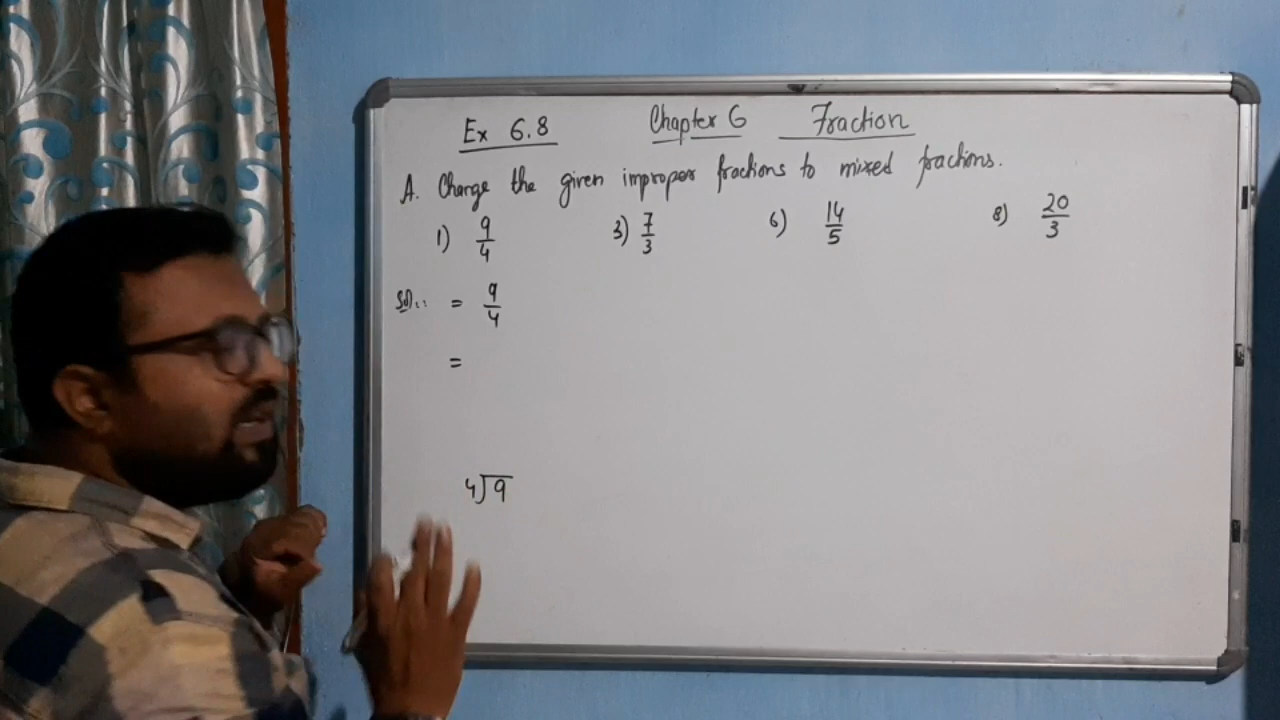 Ex 6.8 Chapter 6 Fraction
A. Change the given improper fractions to mixed fractions.
1) 9/4 3) 7/3 6) 14/5 8) 20/3
Sol.: = 9/4
=
4)9